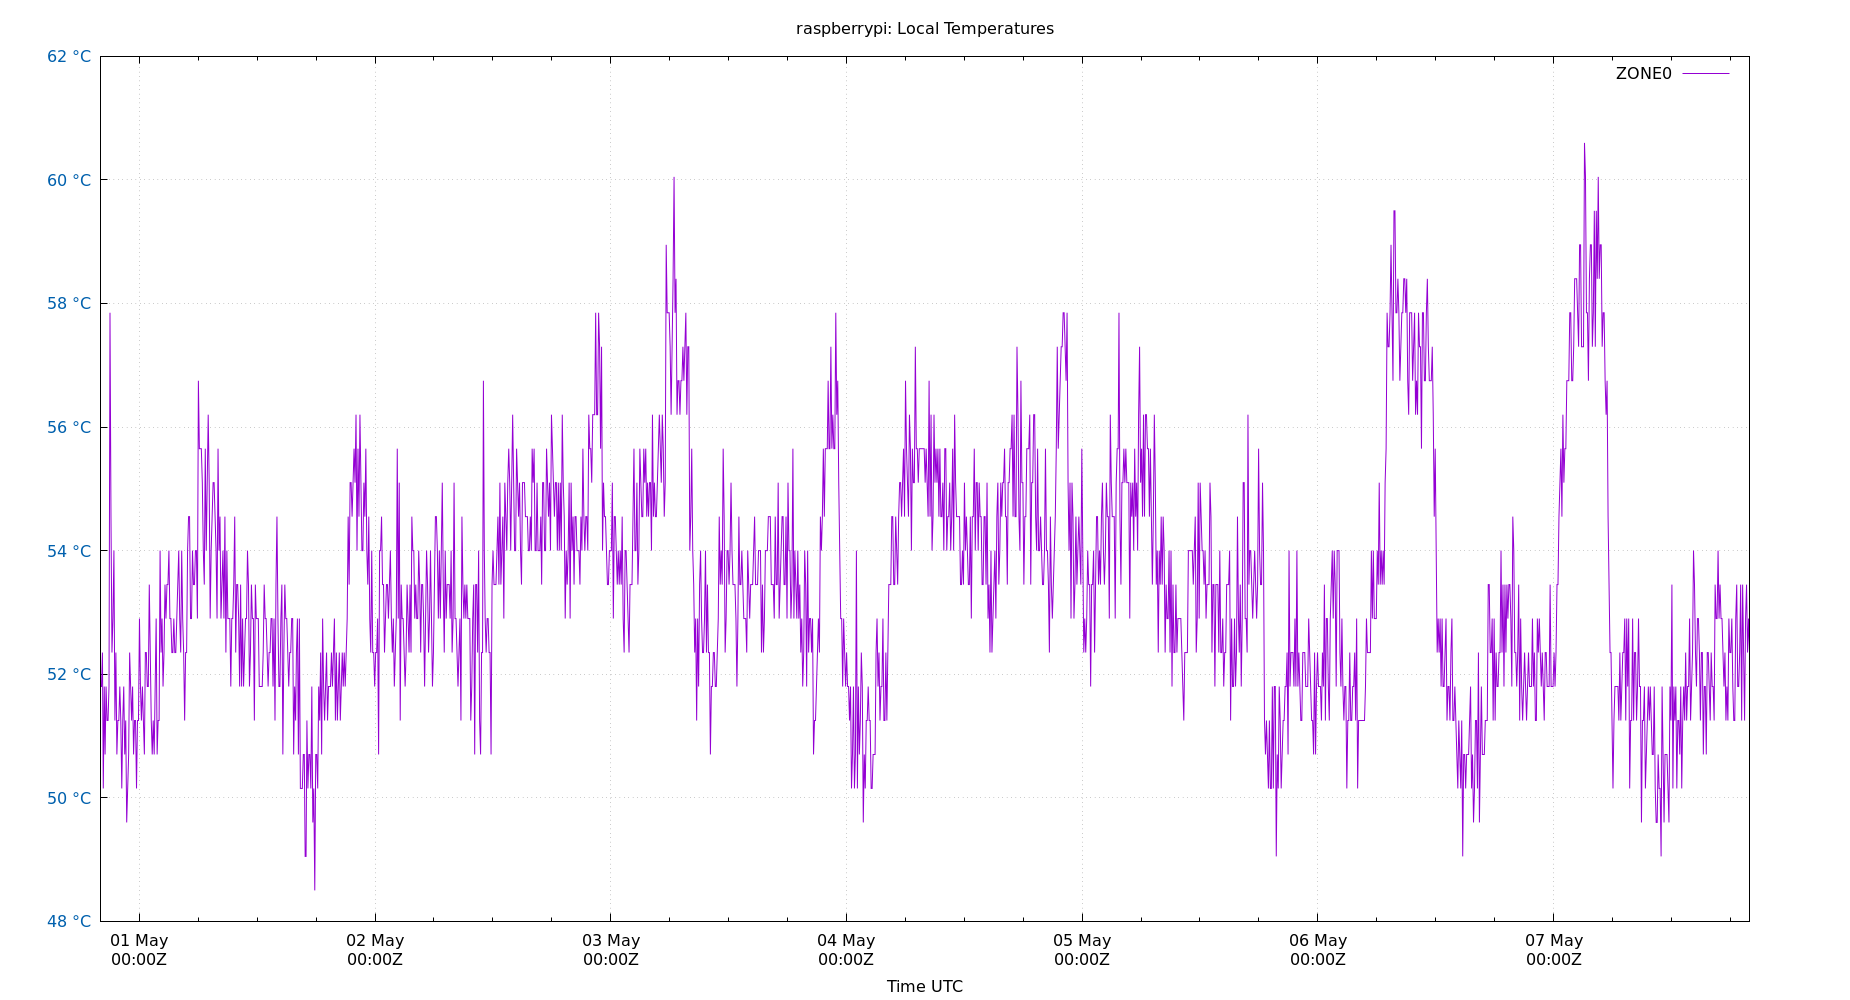 raspberrypi: Local Temperatures
62 °C
ZONE0
60 °C
58 °C
56 °C
54 °C
52 °C
50 °C
48 °C
01 May 02 May 03 May 04 May 05 May 06 May 07 May
00:00Z 00:00Z 00:00Z 00:00Z 00:00Z 00:00Z 00:00Z
Time UTC